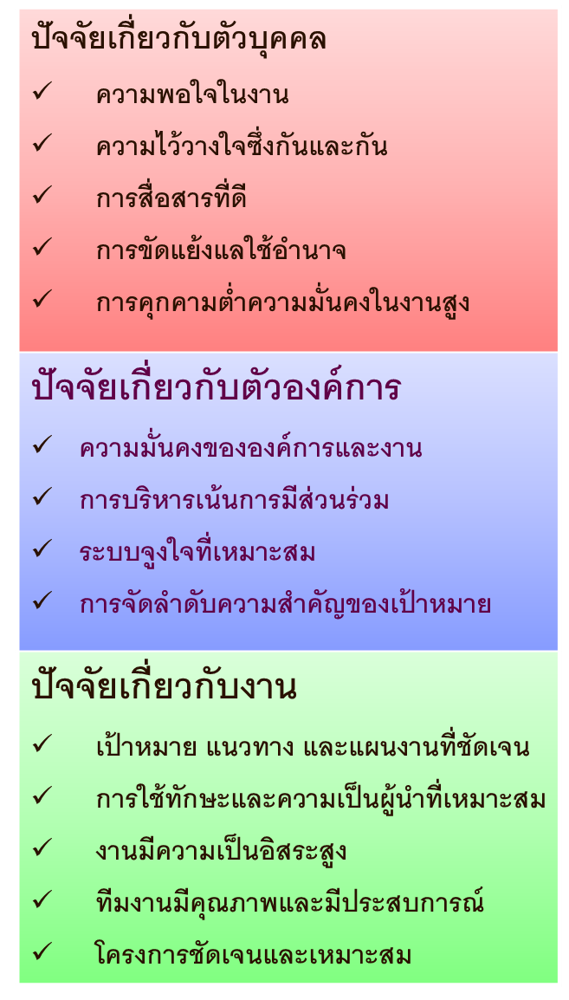 ปัจจัยเกี่ยวกับตัวบุคคล
✓ ความพอใจในงาน
✓ ความไว้วางใจซึ่งกันและกัน
✓ การสื่อสารที่ดี
✓ การขัดแย้งแลใช้อำนาจ
✓ การคุกคามต่ำความมั่นคงในงานสูง
ปัจจัยเกี่ยวกับตัวองค์การ
✓ ความมั่นคงขององค์การและงาน
✓ การบริหารเน้นการมีส่วนร่วม
✓ ระบบจูงใจที่เหมาะสม
✓ การจัดลำดับความสำคัญของเป้าหมาย
ปัจจัยเกี่ยวกับงาน
✓ เป้าหมาย แนวทาง และแผนงานที่ชัดเจน
✓ การใช้ทักษะและความเป็นผู้นำที่เหมาะสม
✓ งานมีความเป็นอิสระสูง
✓ ทีมงานมีคุณภาพและมีประสบการณ์
✓ โครงการชัดเจนและเหมาะสม